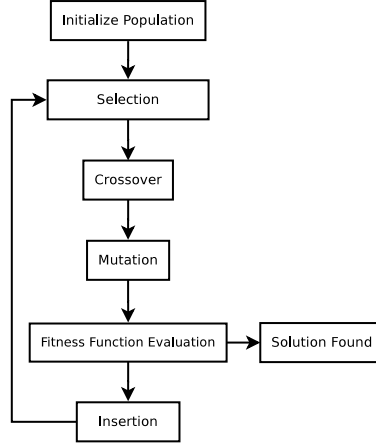 Initialize Population
Selection
Crossover
Mutation
Fitness Function Evaluation
Solution Found
Insertion